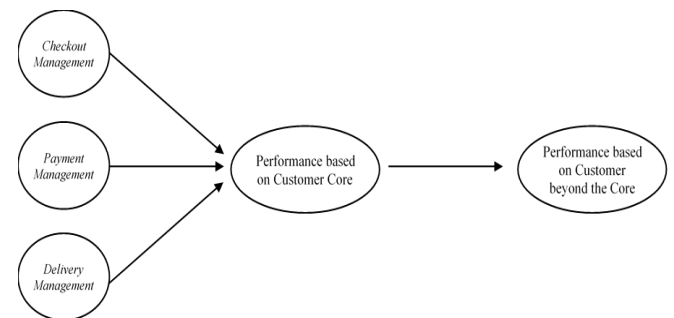 Checkout
Management
Payment
Management
Delivery
Management
Performance based
on Customer Core
Performance based
on Customer
beyond the Core